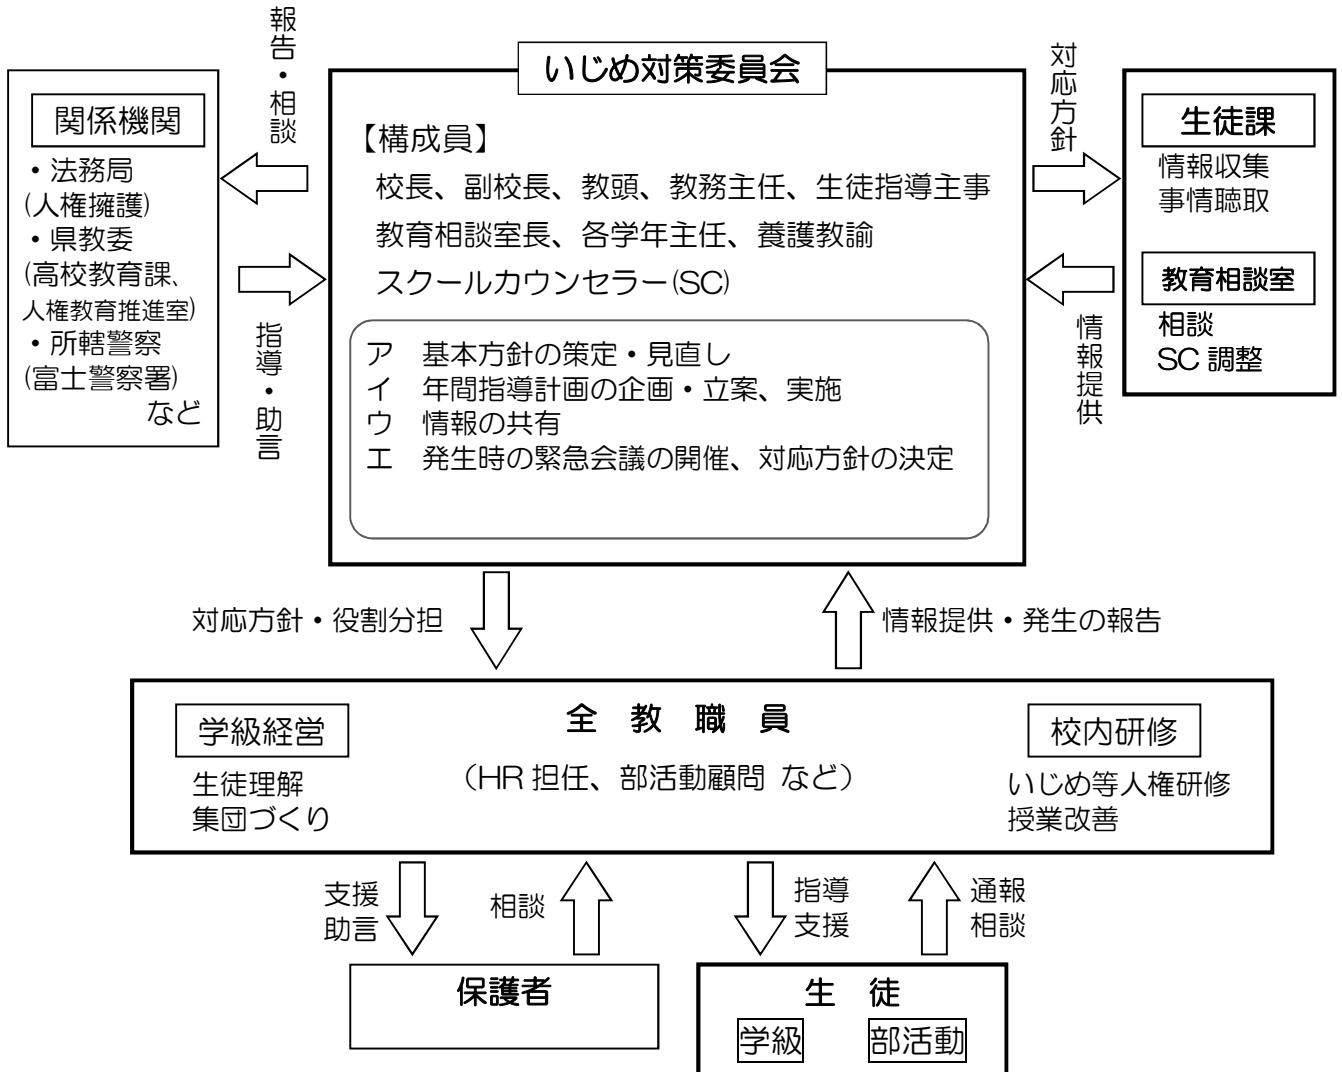 報告・相談
いじめ対策委員会
対応方針
関係機関
・法務局
(人権擁護)
・県教委
(高校教育課、
人権教育推進室)
・所轄警察
(富士警察署)
など
指導・助言
【構成員】
校長、副校長、教頭、教務主任、生徒指導主事
教育相談室長、各学年主任、養護教諭
スクールカウンセラー(SC)
ア 基本方針の策定・見直し
イ 年間指導計画の企画・立案、実施
ウ 情報の共有
エ 発生時の緊急会議の開催、対応方針の決定
生徒課
情報収集
事情聴取
教育相談室
相談
SC 調整
情報提供
対応方針・役割分担
情報提供・発生の報告
学級経営
生徒理解
集団づくり
全 教 職 員
(HR 担任、部活動顧問 など)
校内研修
いじめ等人権研修
授業改善
支援
助言
相談
指導
支援
通報
相談
保護者
生 徒
学級
部活動